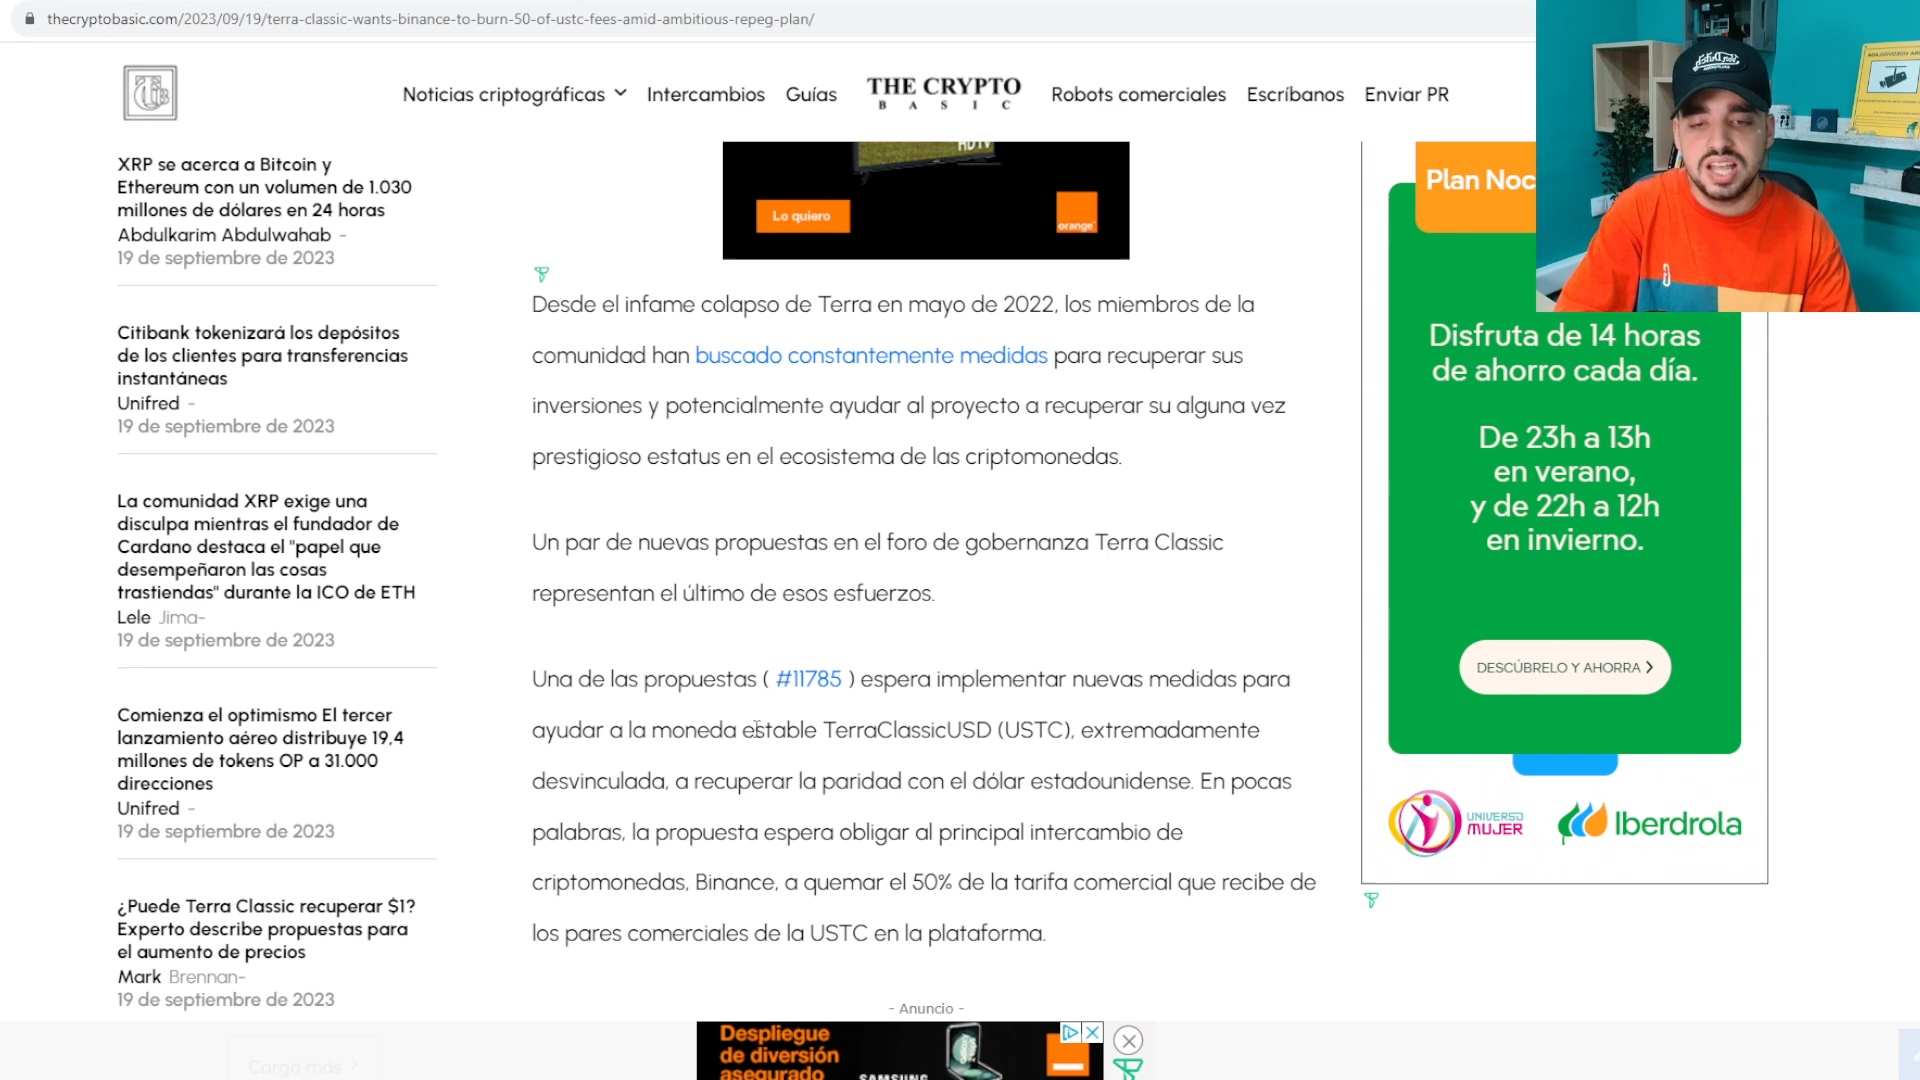 thecryptobasic.com/2023/09/19/terra-classic-wants-binance-to-burn-50-of-ustc-fees-amid-ambitious-repeg-plan/
Noticias criptográficas
Intercambios
Guías
THE CRYPTO
BASIC
Robots comerciales
Escríbanos
Enviar PR
XRP se acerca a Bitcoin y
Ethereum con un volumen de 1.030
millones de dólares en 24 horas
Abdulkarim Abdulwahab -
19 de septiembre de 2023
Citibank tokenizará los depósitos
de los clientes para transferencias
instantáneas
Unifred -
19 de septiembre de 2023
La comunidad XRP exige una
disculpa mientras el fundador de
Cardano destaca el "papel que
desempeñaron las cosas
trastiendas" durante la ICO de ETH
Lele Jima-
19 de septiembre de 2023
Comienza el optimismo El tercer
lanzamiento aéreo distribuye 19,4
millones de tokens OP a 31.000
direcciones
Unifred -
19 de septiembre de 2023
¿Puede Terra Classic recuperar $1?
Experto describe propuestas para
el aumento de precios
Mark Brennan-
19 de septiembre de 2023
Carga más
HDTV
Lo quiero
orange
Desde el infame colapso de Terra en mayo de 2022, los miembros de la
comunidad han buscado constantemente medidas para recuperar sus
inversiones y potencialmente ayudar al proyecto a recuperar su alguna vez
prestigioso estatus en el ecosistema de las criptomonedas.
Un par de nuevas propuestas en el foro de gobernanza Terra Classic
representan el último de esos esfuerzos.
Una de las propuestas ( #11785 ) espera implementar nuevas medidas para
ayudar a la moneda estable TerraClassicUSD (USTC), extremadamente
desvinculada, a recuperar la paridad con el dólar estadounidense. En pocas
palabras, la propuesta espera obligar al principal intercambio de
criptomonedas, Binance, a quemar el 50% de la tarifa comercial que recibe de
los pares comerciales de la USTC en la plataforma.
- Anuncio -
Despliegue
de diversión
asegurado
SAMSUNG
Plan Noc
Disfruta de 14 horas
de ahorro cada día.
De 23h a 13h
en verano,
y de 22h a 12h
en invierno.
DESCÚBRELO Y AHORRA
UNIVERSO
MUJER
Iberdrola